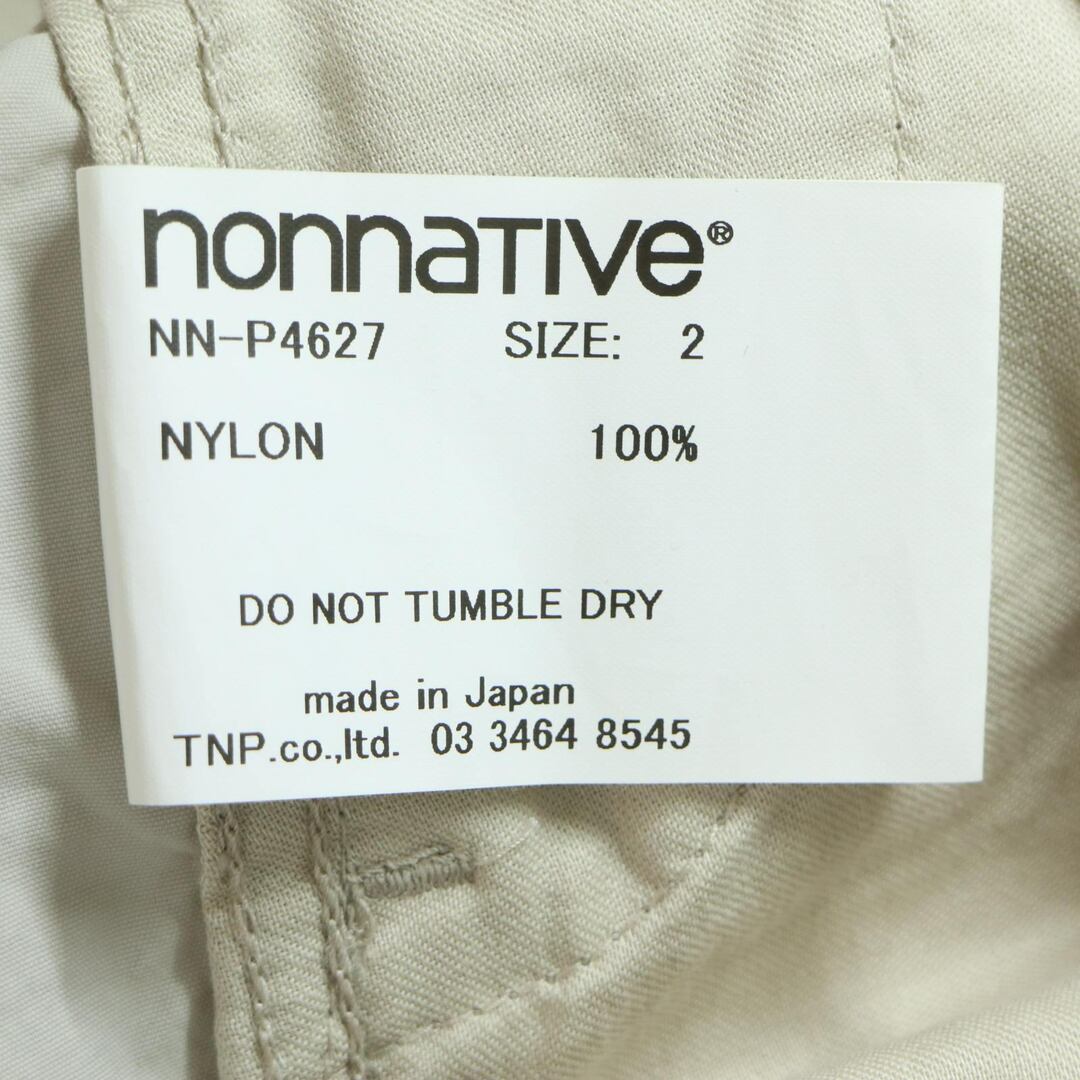 nonnaTIVe®
NN-P4627 SIZE: 2
NYLON 100%
DO NOT TUMBLE DRY
made in Japan
TNP.co.,ltd. 03 3464 8545